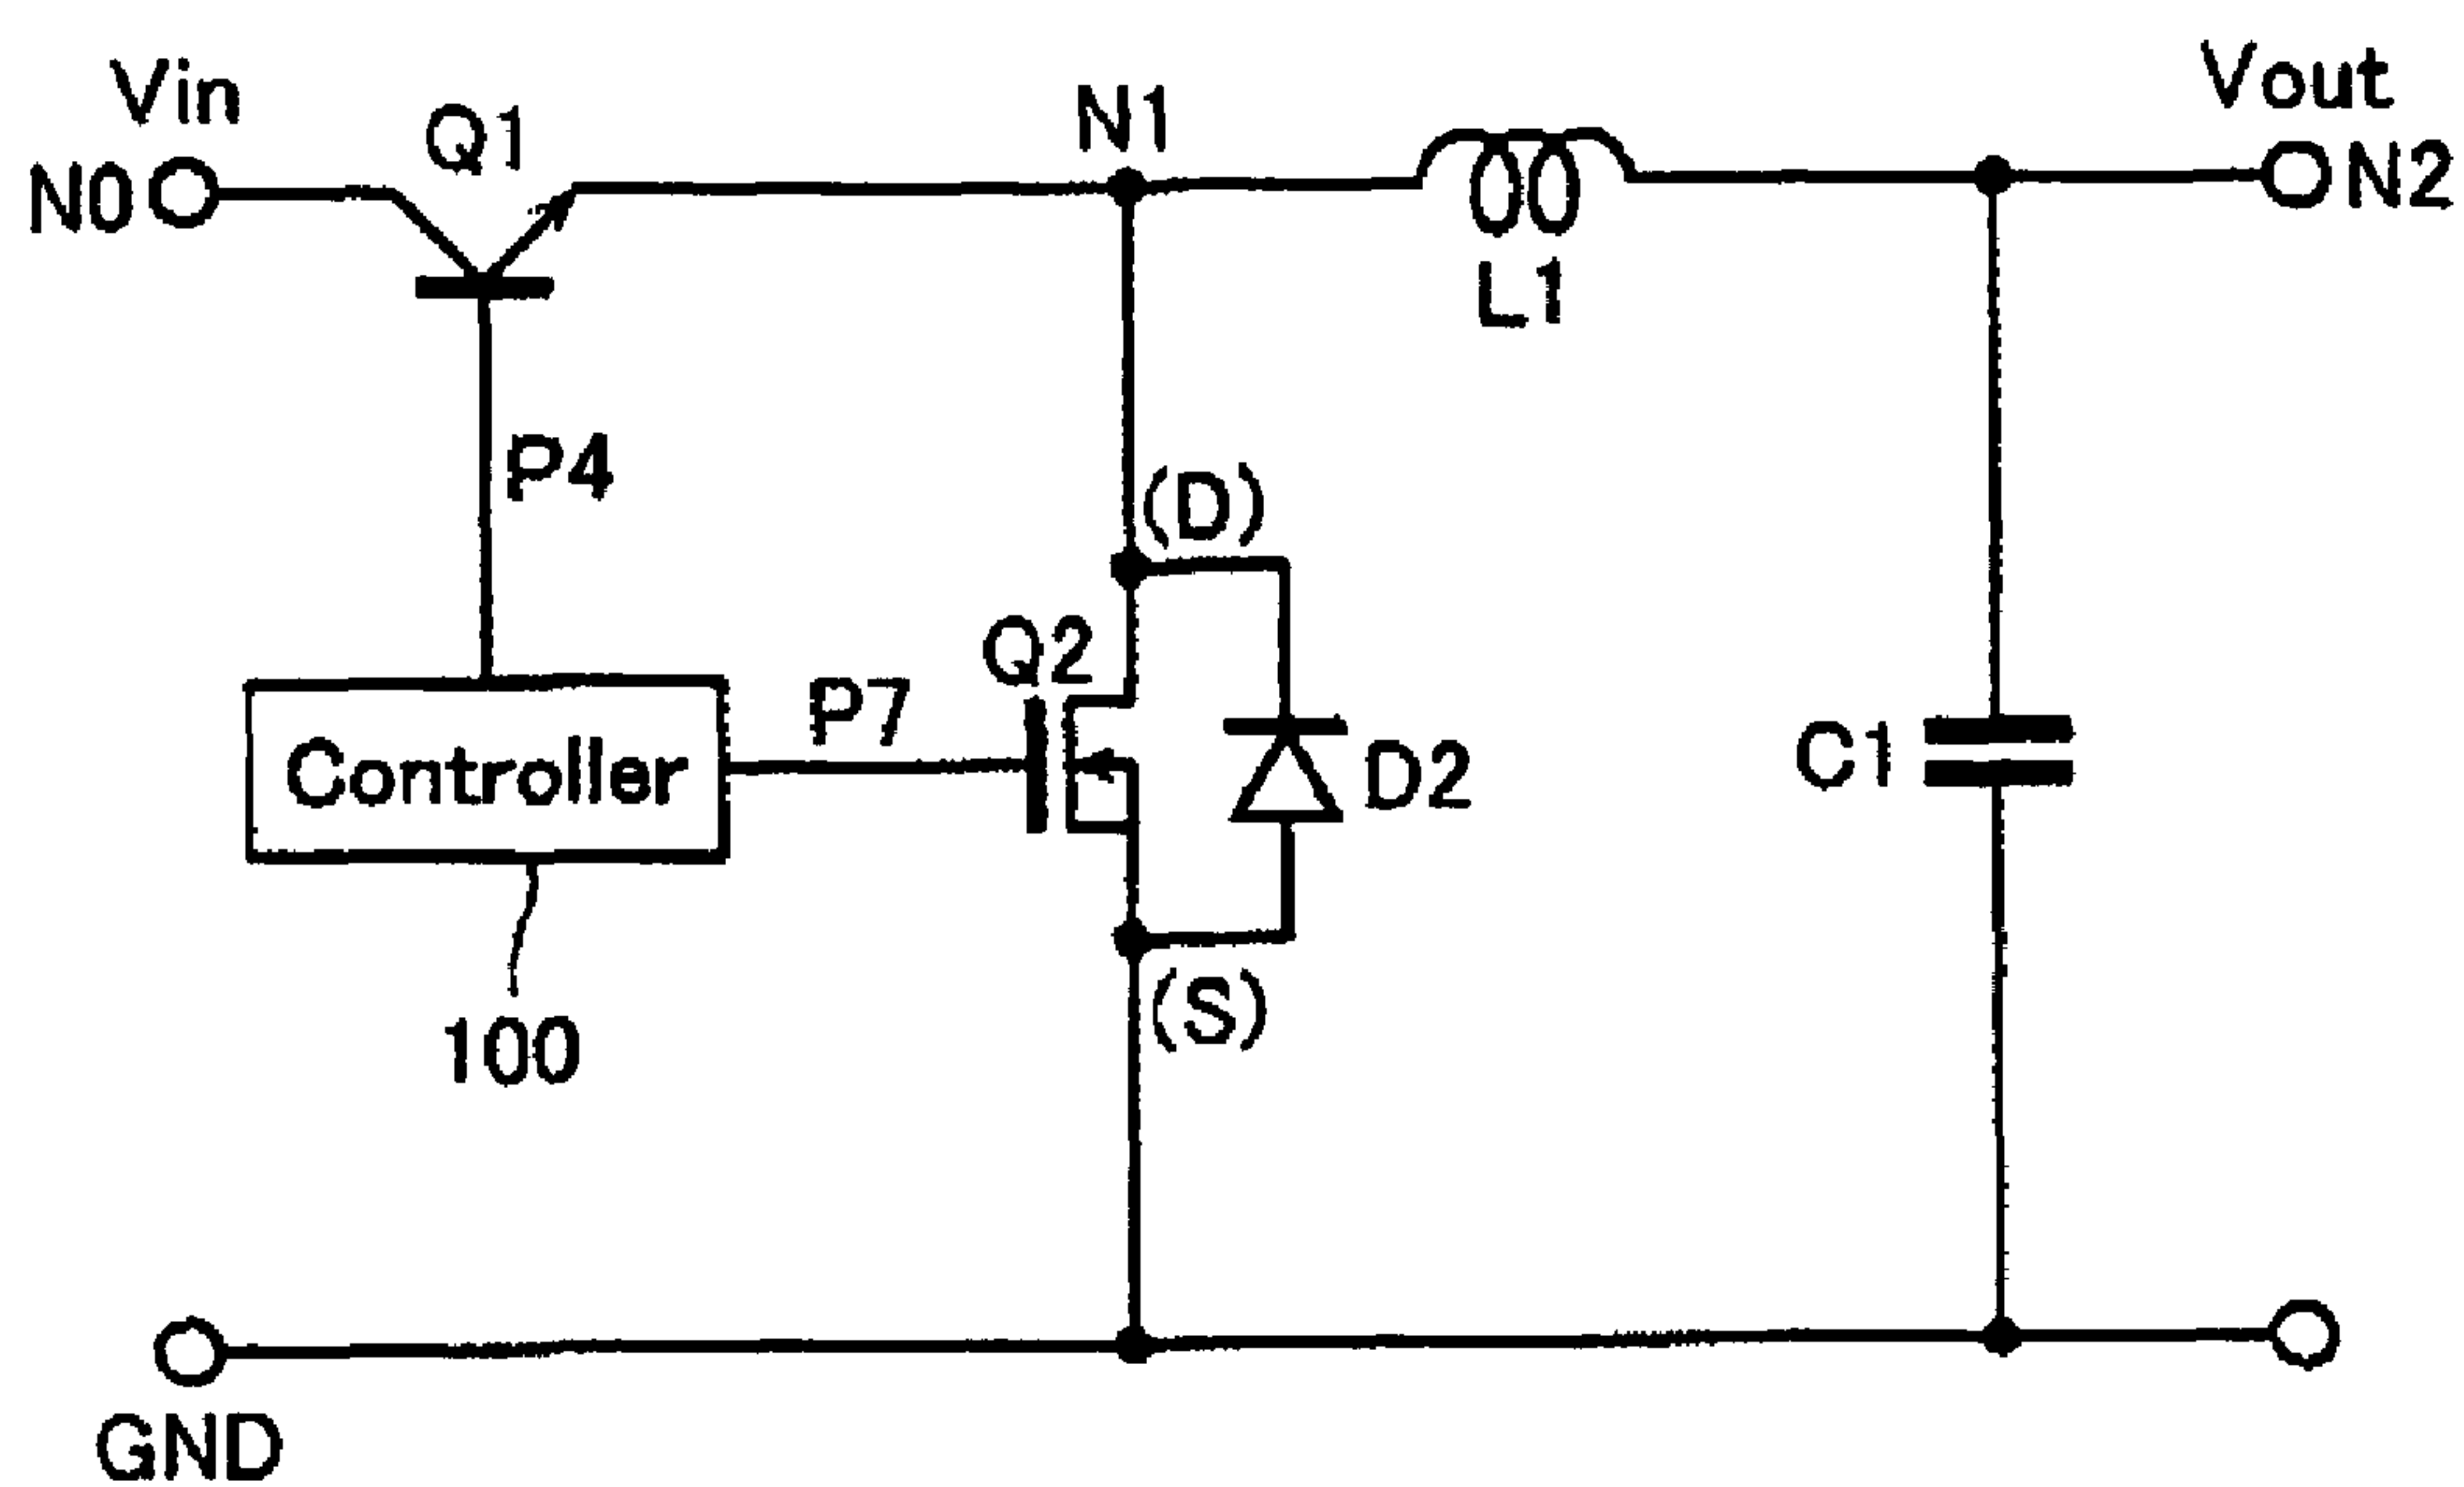 Vin
Vout
N0
Q1
N1
N2
L1
P4
(D)
Q2
P7
Controller
D2
C1
(S)
100
GND